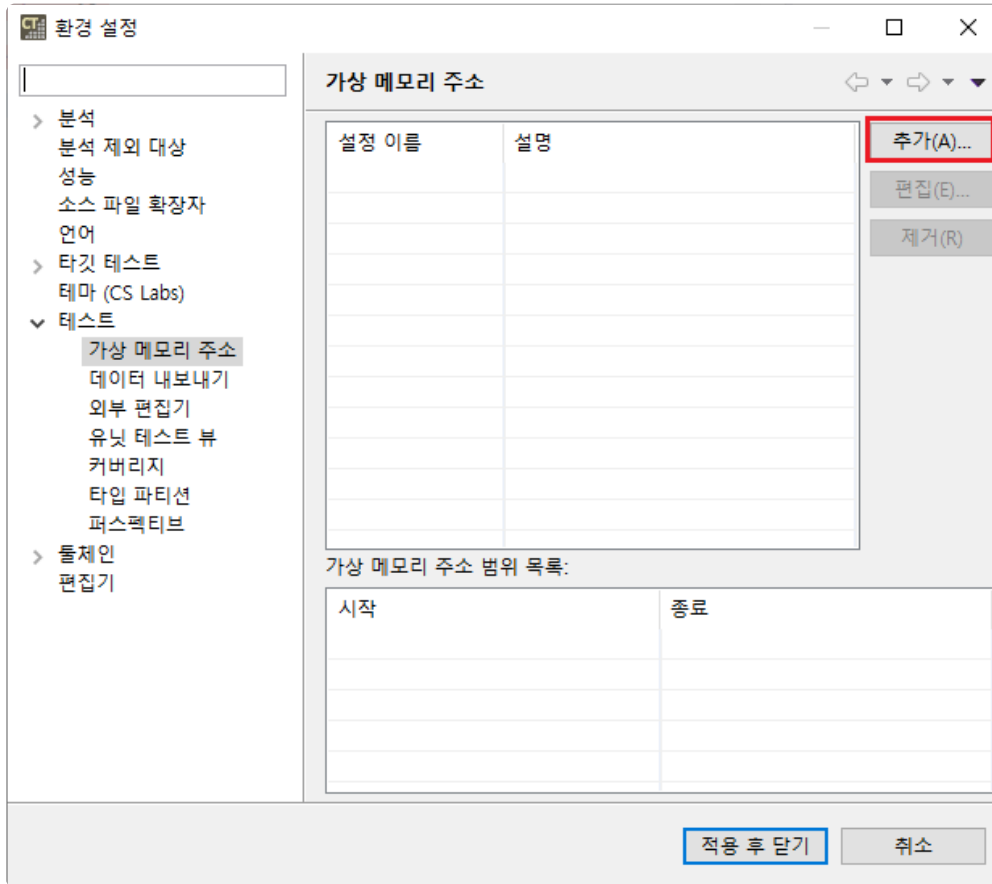 CT 환경 설정
가상 메모리 주소
분석
분석 제외 대상
성능
소스 파일 확장자
언어
타깃 테스트
테마 (CS Labs)
테스트
가상 메모리 주소
데이터 내보내기
외부 편집기
유닛 테스트 뷰
커버리지
타입 파티션
퍼스펙티브
툴체인
편집기
설정 이름 설명
추가(A)...
편집(E)...
제거(R)
가상 메모리 주소 범위 목록:
시작 종료
적용 후 닫기 취소